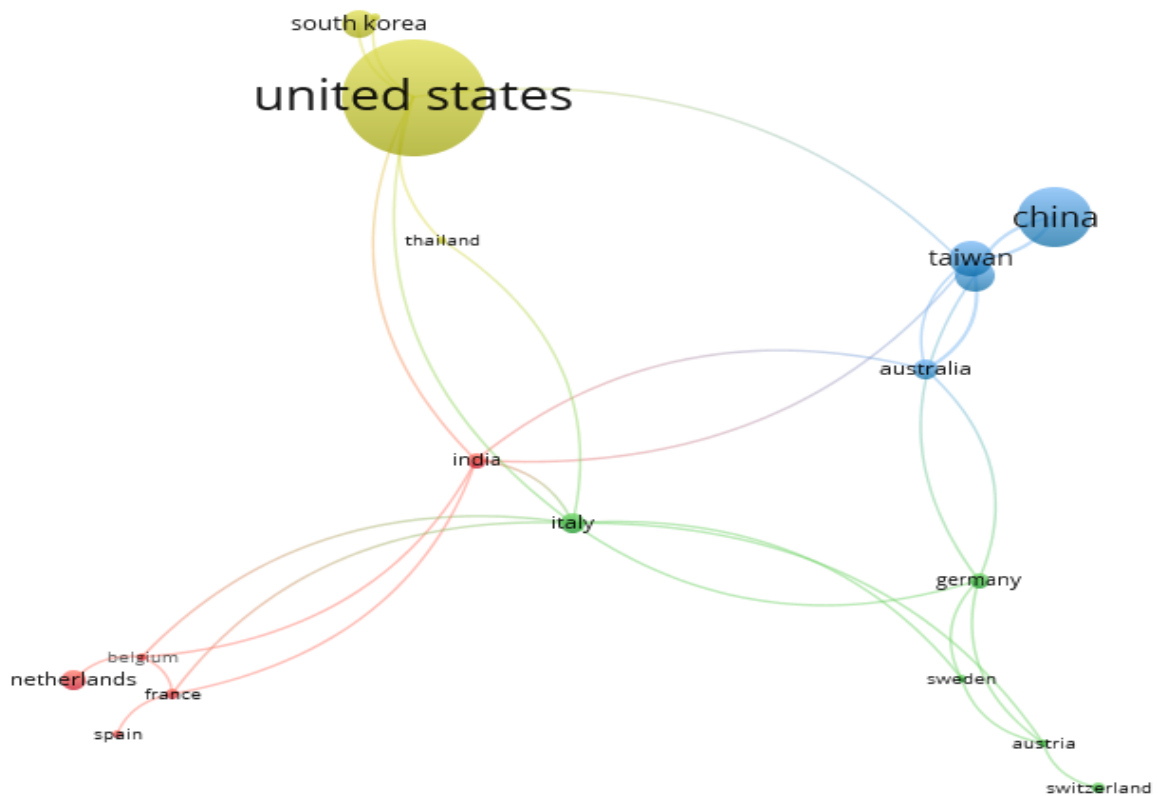 south korea
united states
china
thailand
taiwan
australia
india
italy
germany
belgium
netherlands
sweden
france
spain
austria
switzerland